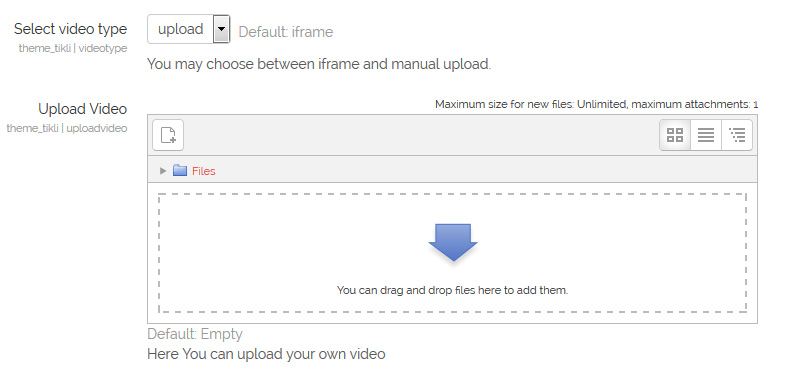 Select video type
upload Default: iframe
theme_tikli | videotype
You may choose between iframe and manual upload.
Upload Video
Maximum size for new files: Unlimited, maximum attachments: 1
theme_tikli | uploadvideo
Files
You can drag and drop files here to add them.
Default: Empty
Here You can upload your own video